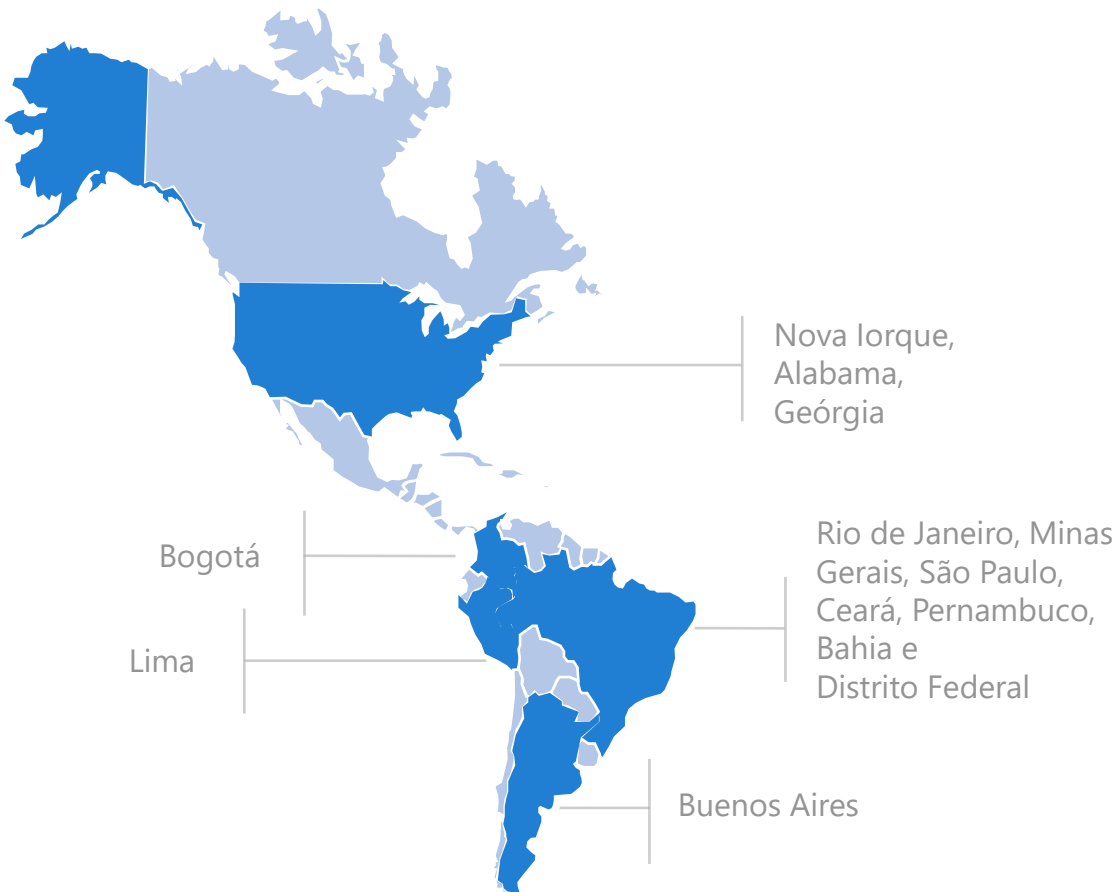 Nova Iorque,
Alabama,
Geórgia
Bogotá
Rio de Janeiro, Minas
Gerais, São Paulo,
Ceará, Pernambuco,
Bahia e
Distrito Federal
Lima
Buenos Aires